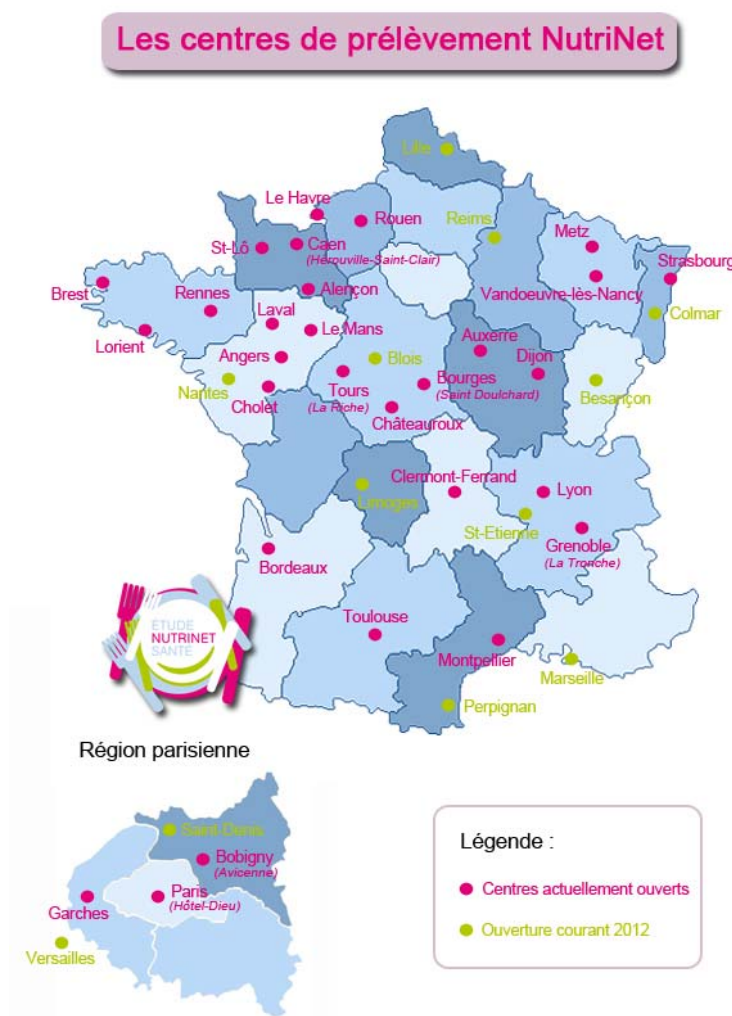 Les centres de prélèvement NutriNet
Lille
Le Havre
Rouen
Reims
Metz
St-Lô
Caen
(Hérouville-Saint-Clair)
Strasbourg
Brest
Rennes
Alençon
Vandoeuvre-lès-Nancy
Colmar
Lorient
Laval
Le Mans
Auxerre
Angers
Blois
Dijon
Nantes
Tours
(La Riche)
Bourges
(Saint Doulchard)
Besançon
Cholet
Châteauroux
Clermont-Ferrand
Lyon
Limoges
St-Etienne
Grenoble
(La Tronche)
Bordeaux
Toulouse
Montpellier
Marseille
Perpignan
ÉTUDE
NUTRINET
SANTÉ
Région parisienne
Saint-Denis
Bobigny
(Avicenne)
Paris
(Hôtel-Dieu)
Garches
Versailles
Légende :
Centres actuellement ouverts
Ouverture courant 2012